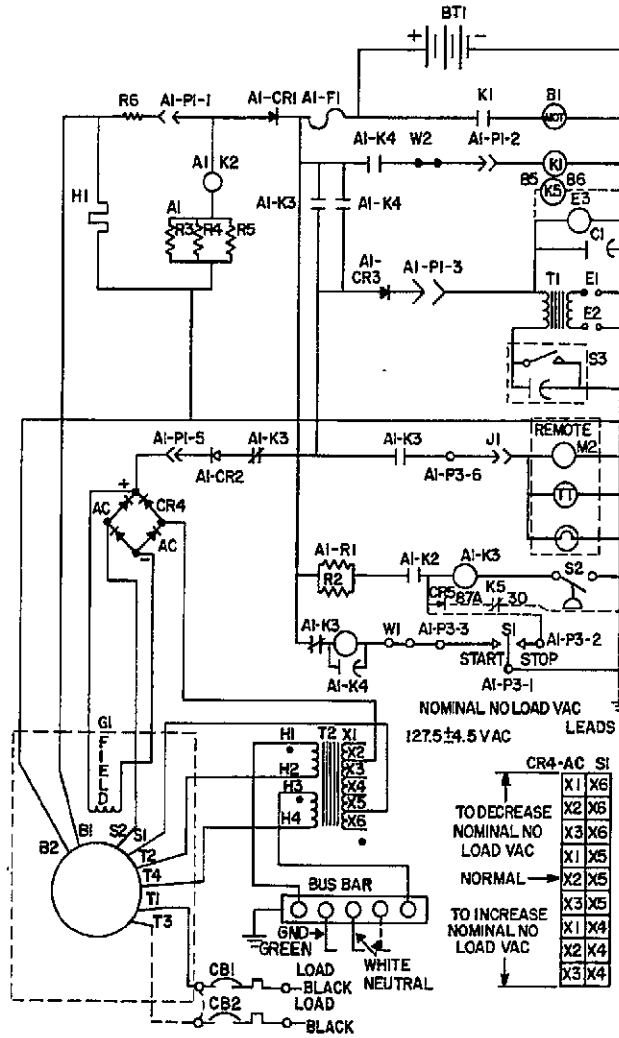 BT1
+ -
R6 A1-P1-1 A1-CR1 A1-F1 K1 B1
MOT
A1-K4 W2 A1-P1-2
K1
A1 K2
B5 K5 B6
H1
A1
R3 R4 R5
A1-K3 A1-K4
E3
C1
A1-CR3 A1-P1-3
T1 E1
E2
S3
REMOTE
A1-P1-5 A1-K3 A1-K3 J1 M2
A1-CR2 A1-P3-6
TT
+
AC CR4
AC
-
A1-R1
R2
A1-K2 A1-K3 S2
CR5 87A K5 30
A1-K3 W1 A1-P3-3 S1 A1-P3-2
A1-K4 START STOP
A1-P3-1
NOMINAL NO LOAD VAC
127.5±4.5 VAC LEADS
G1
FIELD
H1 T2 X1
X2
H2 X3
H3 X4
X5
H4 X6
CR4-AC S1
X1 X6
X2 X6
X3 X6
X1 X5
X2 X5
X3 X5
X1 X4
X2 X4
X3 X4
TO DECREASE
NOMINAL NO
LOAD VAC
NORMAL
TO INCREASE
NOMINAL NO
LOAD VAC
B2 B1 S2 S1
T2
T4
T1
T3
BUS BAR
GND
GREEN
WHITE
NEUTRAL
CB1 LOAD
BLACK
CB2 LOAD
BLACK